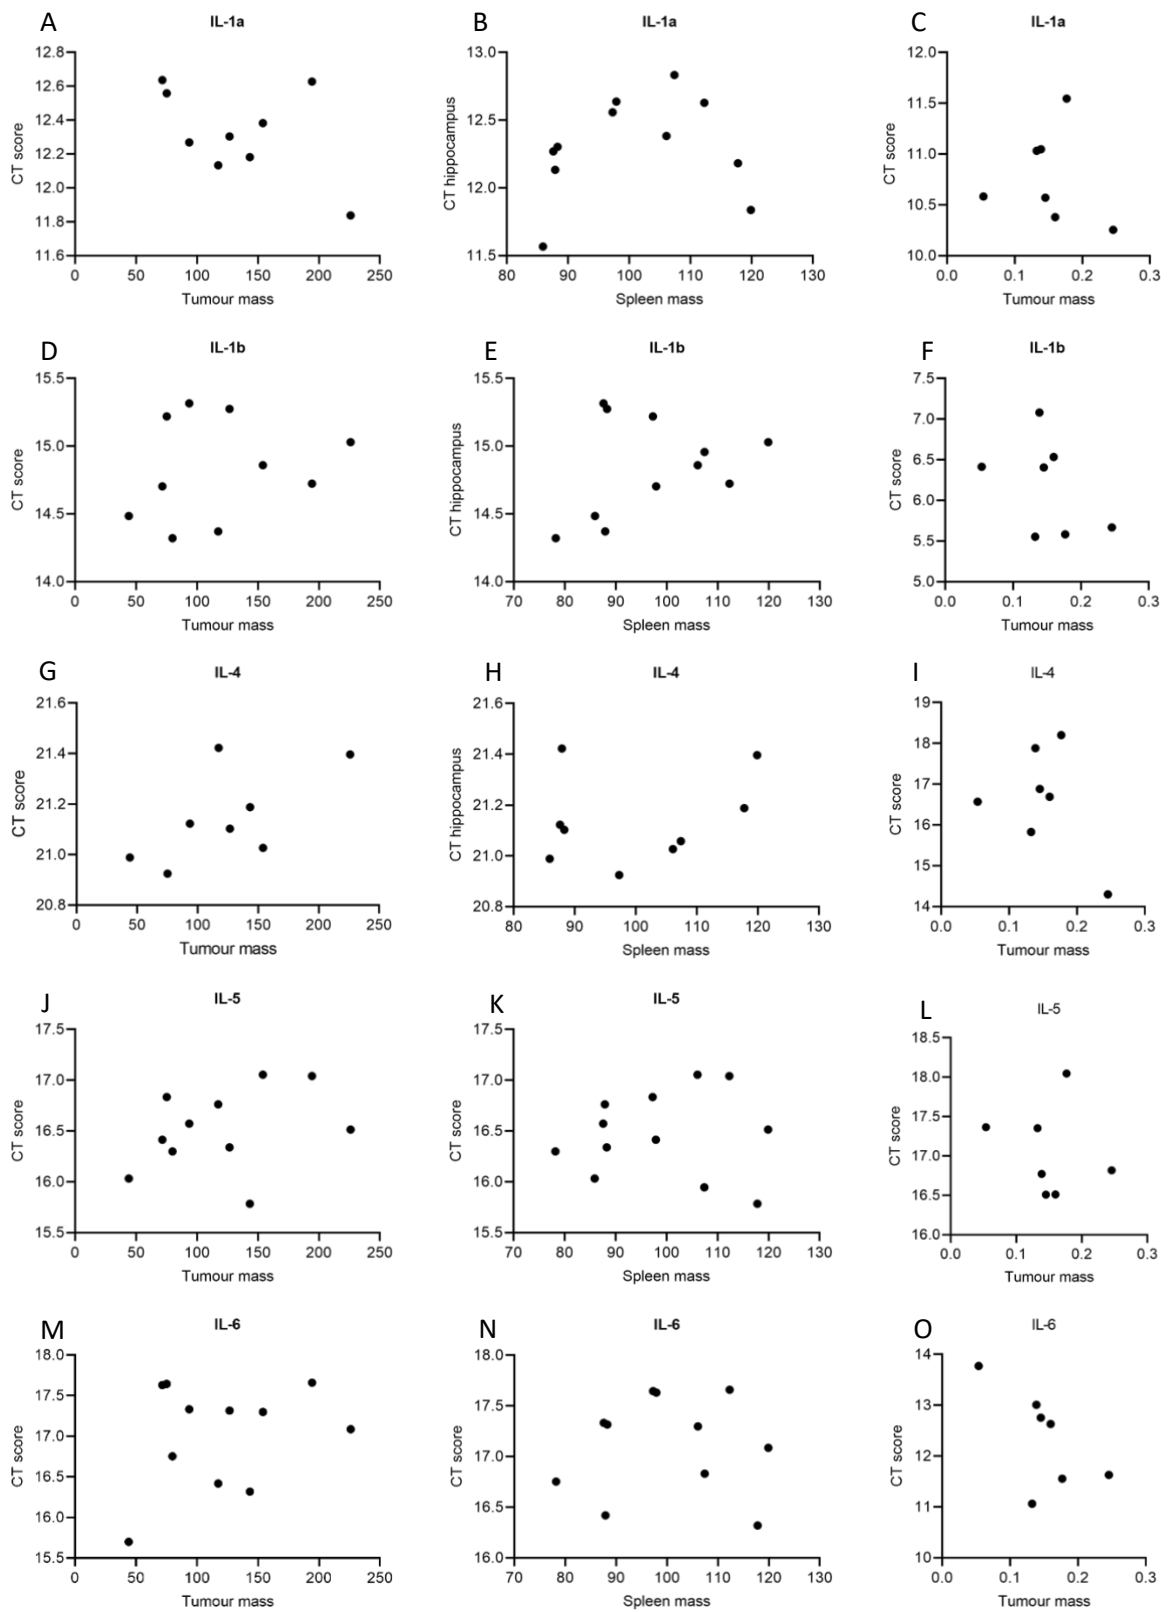 A
IL-1a
CT score
12.8
12.6
12.4
12.2
12.0
11.8
11.6
0 50 100 150 200 250
Tumour mass
B
IL-1a
CT hippocampus
13.0
12.5
12.0
11.5
80 90 100 110 120 130
Spleen mass
C
IL-1a
CT score
12.0
11.5
11.0
10.5
10.0
0.0 0.1 0.2 0.3
Tumour mass
D
IL-1b
CT score
15.5
15.0
14.5
14.0
0 50 100 150 200 250
Tumour mass
E
IL-1b
CT hippocampus
15.5
15.0
14.5
14.0
70 80 90 100 110 120 130
Spleen mass
F
IL-1b
CT score
7.5
7.0
6.5
6.0
5.5
5.0
0.0 0.1 0.2 0.3
Tumour mass
G
IL-4
CT score
21.6
21.4
21.2
21.0
20.8
0 50 100 150 200 250
Tumour mass
H
IL-4
CT hippocampus
21.6
21.4
21.2
21.0
20.8
80 90 100 110 120 130
Spleen mass
I
IL-4
CT score
19
18
17
16
15
14
0.0 0.1 0.2 0.3
Tumour mass
J
IL-5
CT score
17.5
17.0
16.5
16.0
15.5
0 50 100 150 200 250
Tumour mass
K
IL-5
CT score
17.5
17.0
16.5
16.0
15.5
70 80 90 100 110 120 130
Spleen mass
L
IL-5
CT score
18.5
18.0
17.5
17.0
16.5
16.0
0.0 0.1 0.2 0.3
Tumour mass
M
IL-6
CT score
18.0
17.5
17.0
16.5
16.0
15.5
0 50 100 150 200 250
Tumour mass
N
IL-6
CT score
18.0
17.5
17.0
16.5
16.0
70 80 90 100 110 120 130
Spleen mass
O
IL-6
CT score
14
13
12
11
10
0.0 0.1 0.2 0.3
Tumour mass